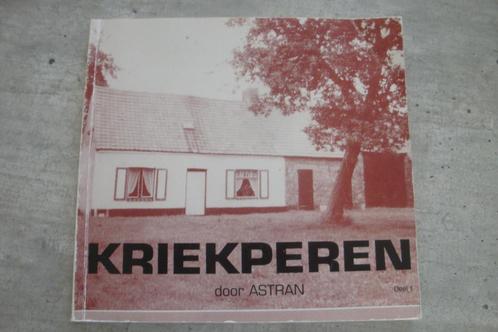 KRIEKPEREN
door ASTRAN
Deel 1